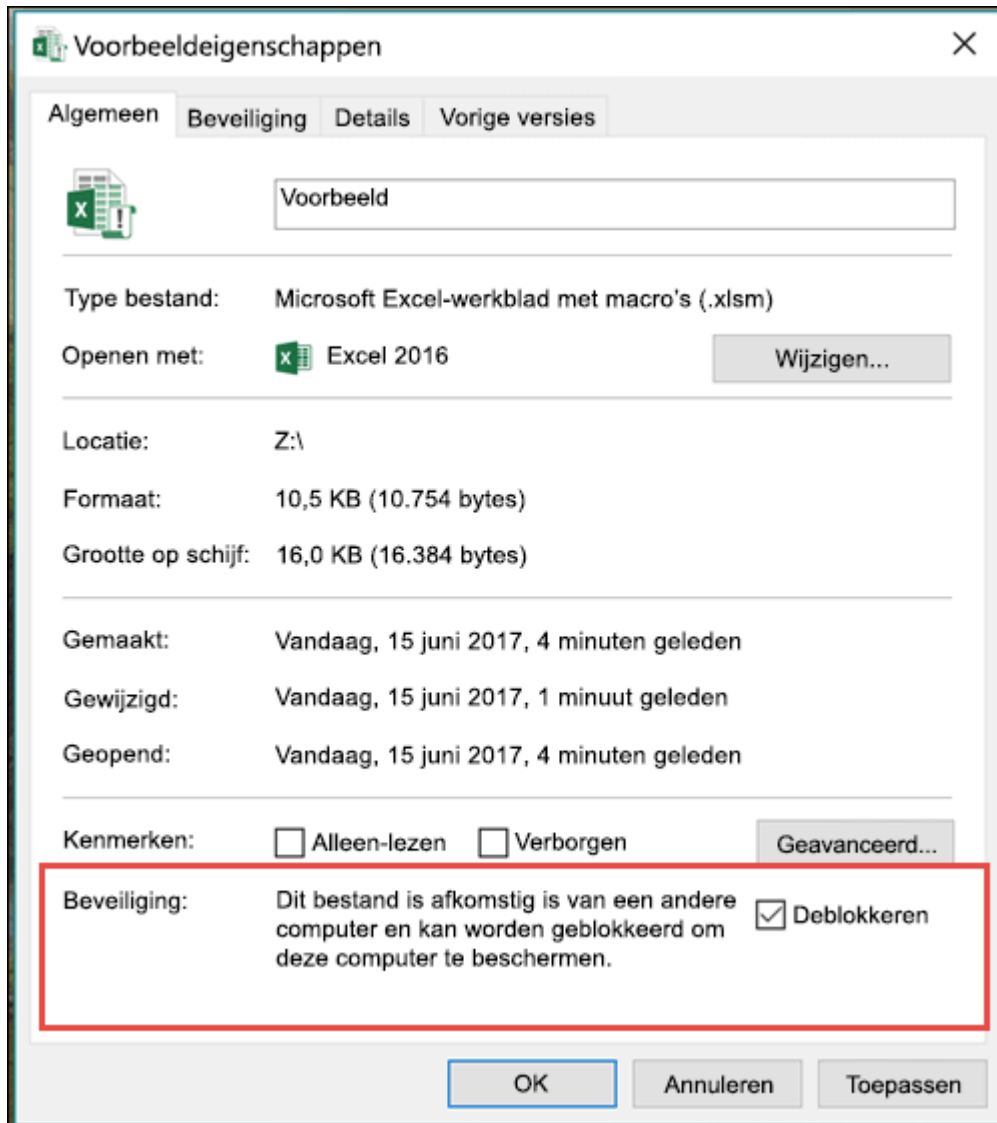 Voorbeeldeigenschappen
Algemeen Beveiliging Details Vorige versies
Voorbeeld
Type bestand: Microsoft Excel-werkblad met macro's (.xlsm)
Openen met: Excel 2016 Wijzigen...
Locatie: Z:\
Formaat: 10,5 KB (10.754 bytes)
Grootte op schijf: 16,0 KB (16.384 bytes)
Gemaakt: Vandaag, 15 juni 2017, 4 minuten geleden
Gewijzigd: Vandaag, 15 juni 2017, 1 minuut geleden
Geopend: Vandaag, 15 juni 2017, 4 minuten geleden
Kenmerken: Alleen-lezen Verborgen Geavanceerd...
Beveiliging: Dit bestand is afkomstig is van een andere
computer en kan worden geblokkeerd om
deze computer te beschermen.
Deblokkeren
OK Annuleren Toepassen